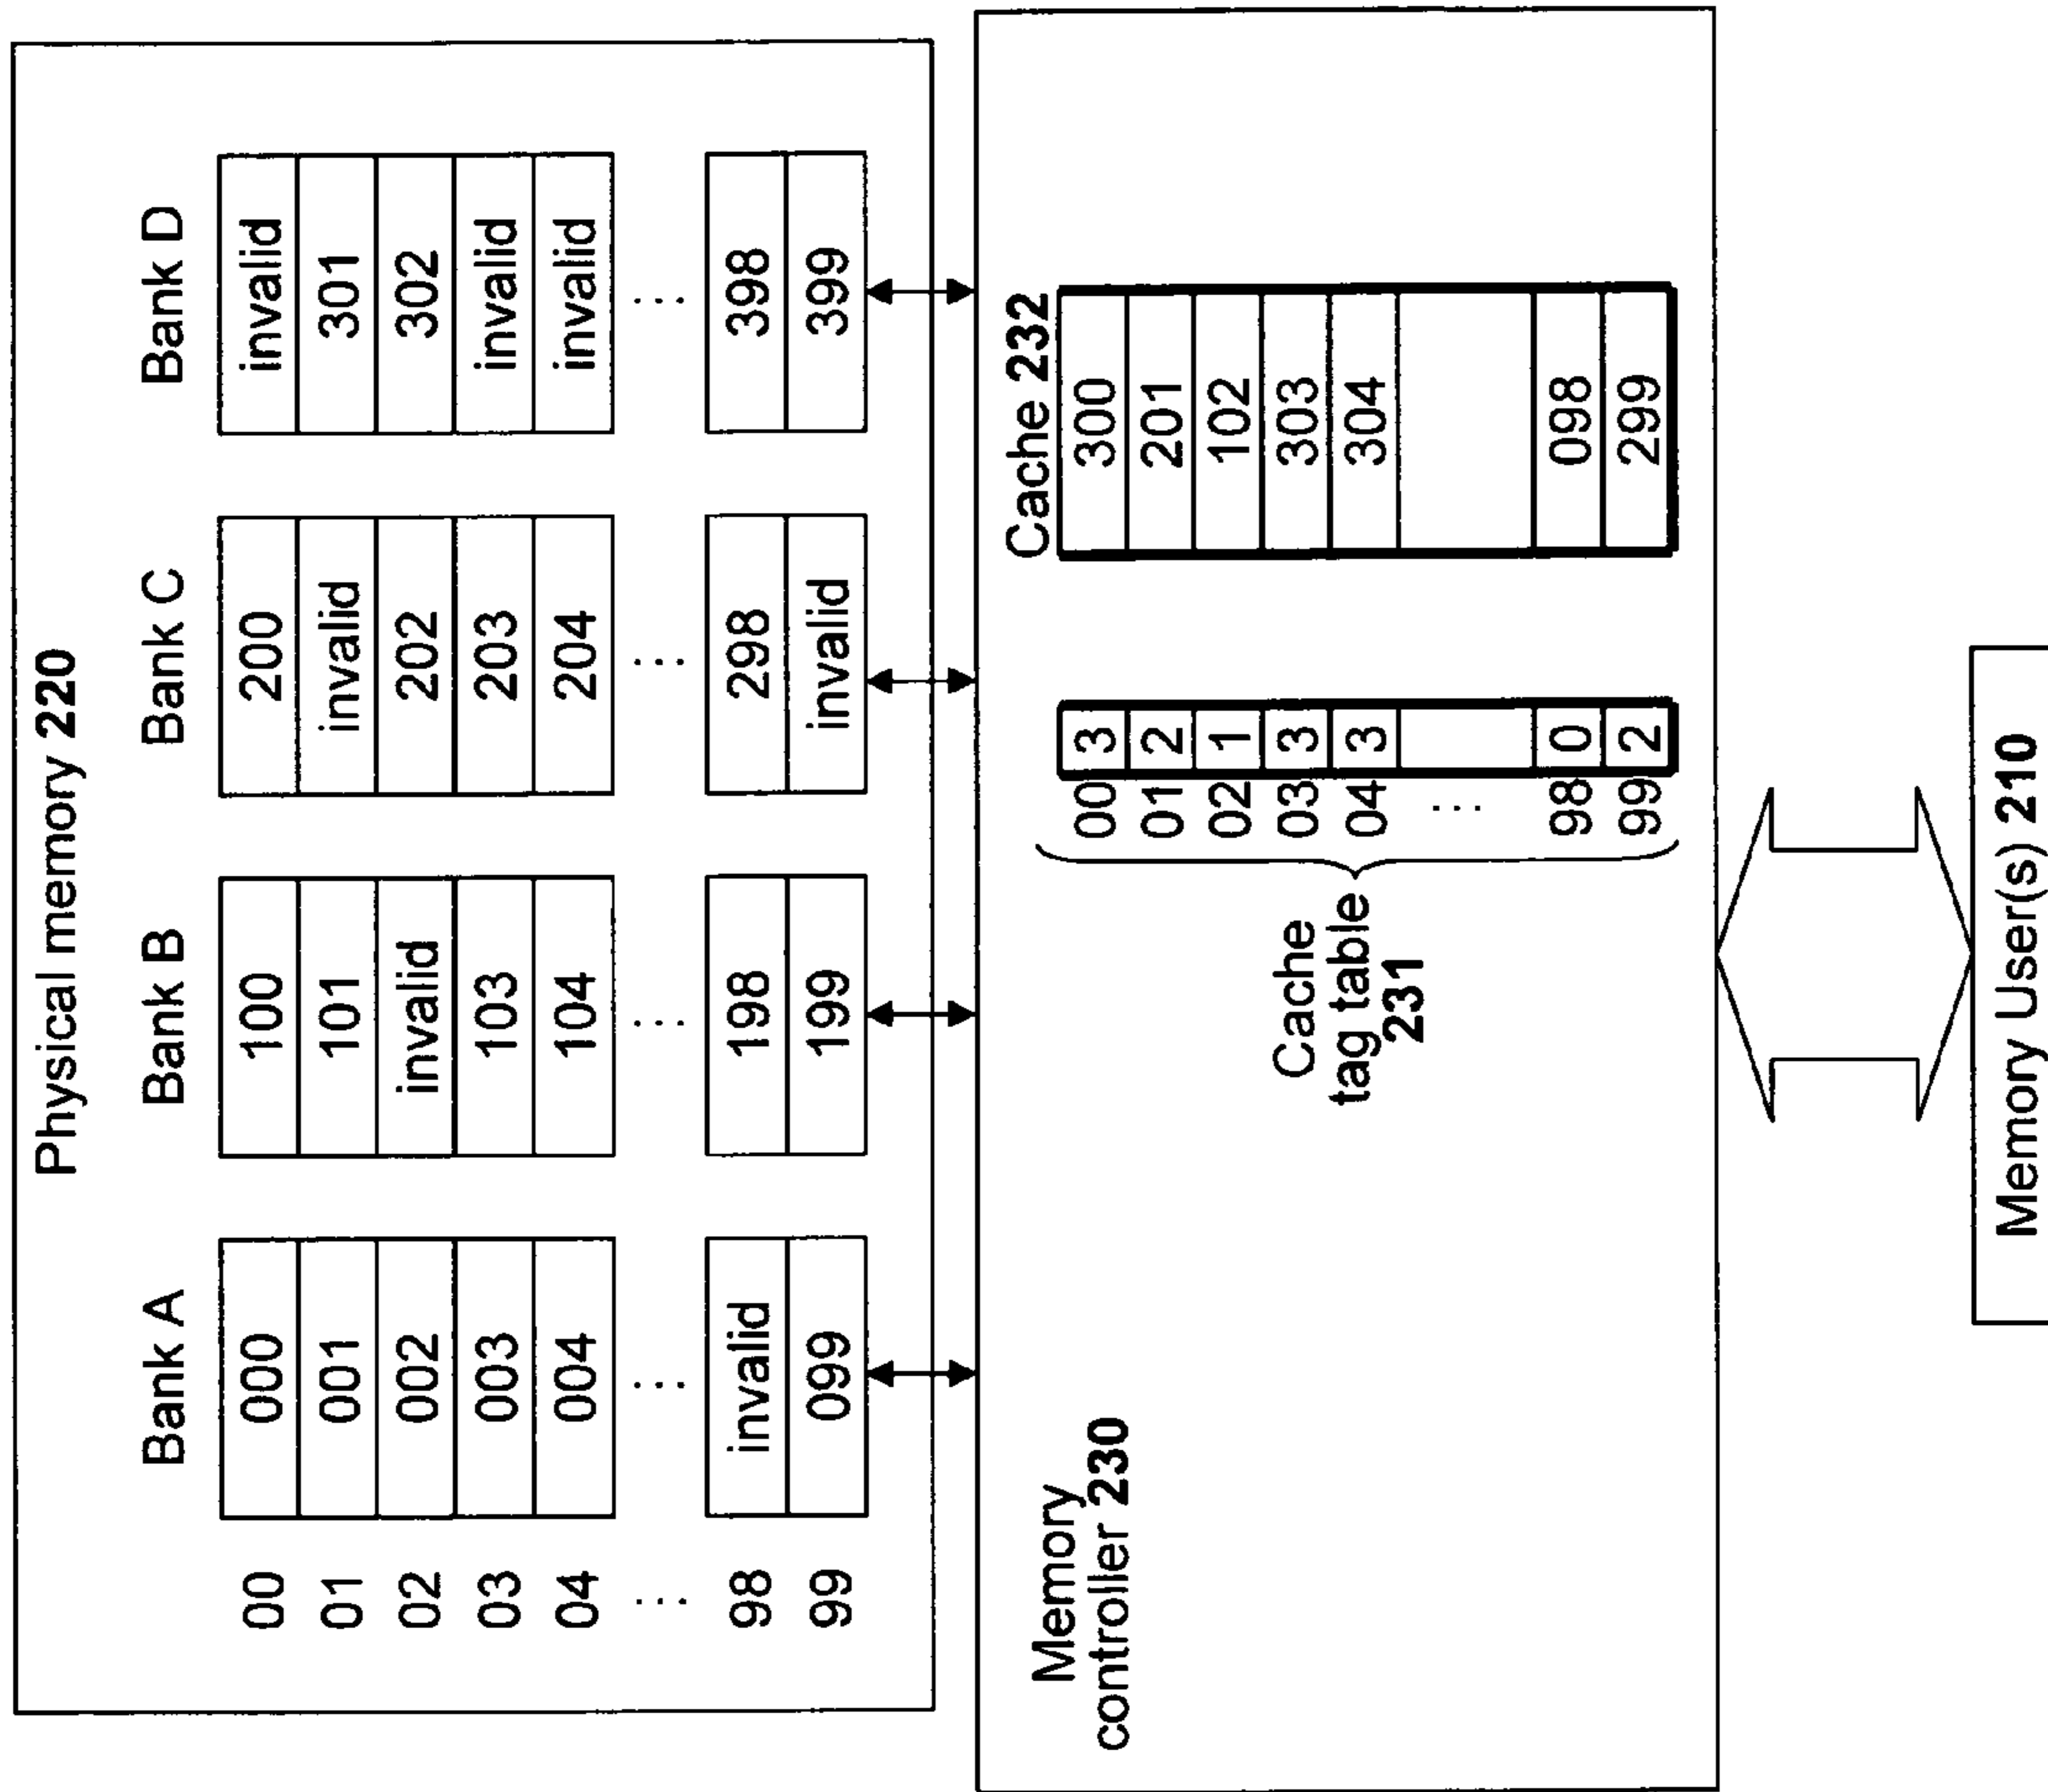 Physical memory 220
Bank A Bank B Bank C Bank D
00 000 100 200 invalid
01 001 101 invalid 301
02 002 invalid 202 302
03 003 103 203 invalid
04 004 104 204 invalid
... ... ... ... ...
98 invalid 198 298 398
99 099 199 invalid 399
Memory
controller 230
Cache
tag table
231
Cache 232
00 3 300
01 2 201
02 1 102
03 3 303
04 3 304
...
98 0 098
99 2 299
Memory User(s) 210